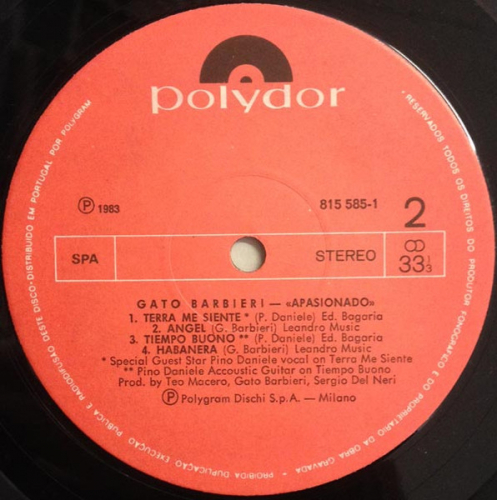 polydor
℗ 1983
815 585-1
2
SPA
STEREO
33 1/3
GATO BARBIERI — «APASIONADO»
1. TERRA ME SIENTE * (P. Daniele) Ed. Bagaria
2. ANGEL (G. Barbieri) Leandro Music
3. TIEMPO BUONO ** (P. Daniele) Ed. Bagaria
4. HABANERA (G. Barbieri) Leandro Music
* Special Guest Star Pino Daniele vocal on Terra Me Siente
** Pino Daniele Accoustic Guitar on Tiempo Buono
Prod. by Teo Macero, Gato Barbieri, Sergio Del Neri
℗ Polygram Dischi S.p.A. — Milano
• RESERVADOS TODOS OS DIREITOS DO PRODUTOR FONOGRÁFICO E DO PROPRIETÁRIO DA OBRA GRAVADA • PROIBIDA DUPLICAÇÃO, EXECUÇÃO PÚBLICA E RADIODIFUSÃO DESTE DISCO • DISTRIBUIDO EM PORTUGAL POR POLYGRAM